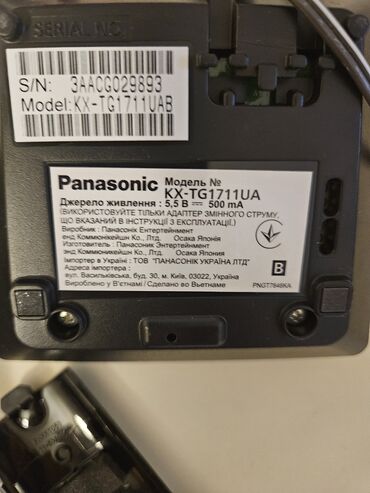 SERIAL NO.
S/N: 3AACG029893
Model: KX-TG1711UAB
Panasonic Модель № KX-TG1711UA
Джерело живлення : 5,5 В ⎓ 500 mA
(ВИКОРИСТОВУЙТЕ ТІЛЬКИ АДАПТЕР ЗМІННОГО СТРУМУ,
ЩО ВКАЗАНИЙ В ІНСТРУКЦІЇ З ЕКСПЛУАТАЦІЇ.)
Виробник : Панасонік Ентертейнмент
енд Коммюнікейшн Ко., Лтд. Осака Японія
Изготовитель : Панасоник Энтертейнмент
энд Коммюникейшн Ко., Лтд. Осака Япония
Імпортер в Україні : ТОВ "ПАНАСОНІК УКРАЇНА ЛТД"
Адреса імпортера :
вул. Васильківська, буд. 30, м. Київ, 03022, Україна
Вироблено у В'єтнамі / Сделано во Вьетнаме
B
PNGT7848KA